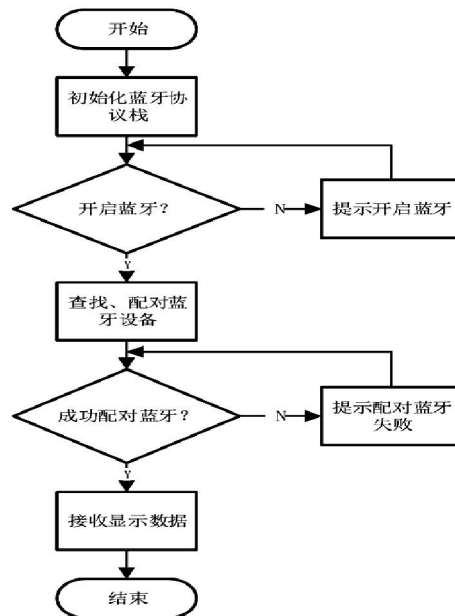 开始
初始化蓝牙协
议栈
开启蓝牙？
N
提示开启蓝牙
Y
查找、配对蓝
牙设备
成功配对蓝牙？
N
提示配对蓝牙
失败
Y
接收显示数据
结束